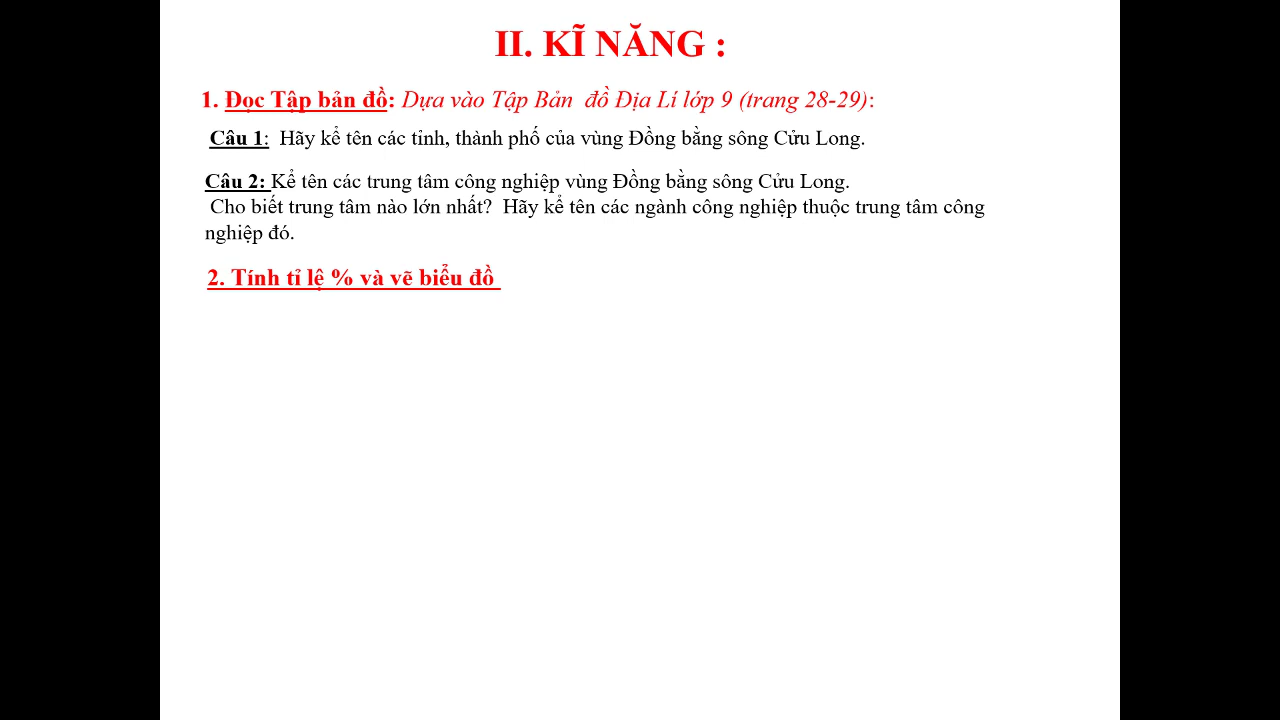 II. KĨ NĂNG :
1. Đọc Tập bản đồ: Dựa vào Tập Bản đồ Địa Lí lớp 9 (trang 28-29):
Câu 1: Hãy kể tên các tỉnh, thành phố của vùng Đồng bằng sông Cửu Long.
Câu 2: Kể tên các trung tâm công nghiệp vùng Đồng bằng sông Cửu Long.
Cho biết trung tâm nào lớn nhất? Hãy kể tên các ngành công nghiệp thuộc trung tâm công
nghiệp đó.
2. Tính tỉ lệ % và vẽ biểu đồ